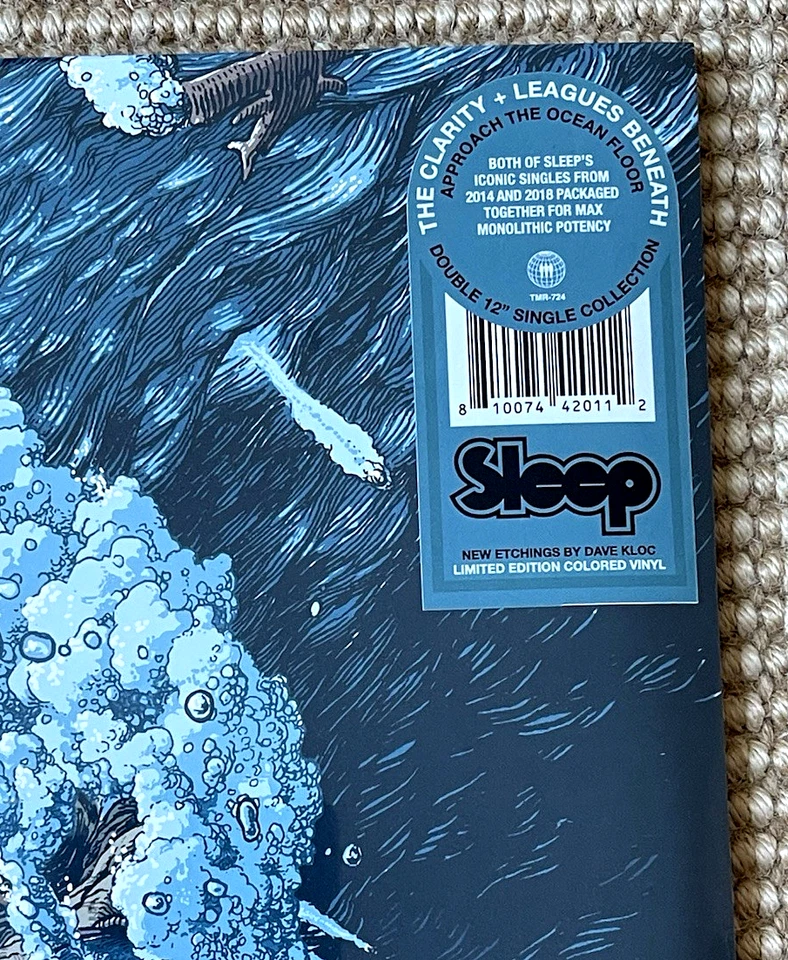 THE CLARITY + LEAGUES BENEATH
APPROACH THE OCEAN FLOOR
BOTH OF SLEEP'S
ICONIC SINGLES FROM
2014 AND 2018 PACKAGED
TOGETHER FOR MAX
MONOLITHIC POTENCY
TMR-724
DOUBLE 12" SINGLE COLLECTION
8 10074 42011 2
Sleep
NEW ETCHINGS BY DAVE KLOC
LIMITED EDITION COLORED VINYL